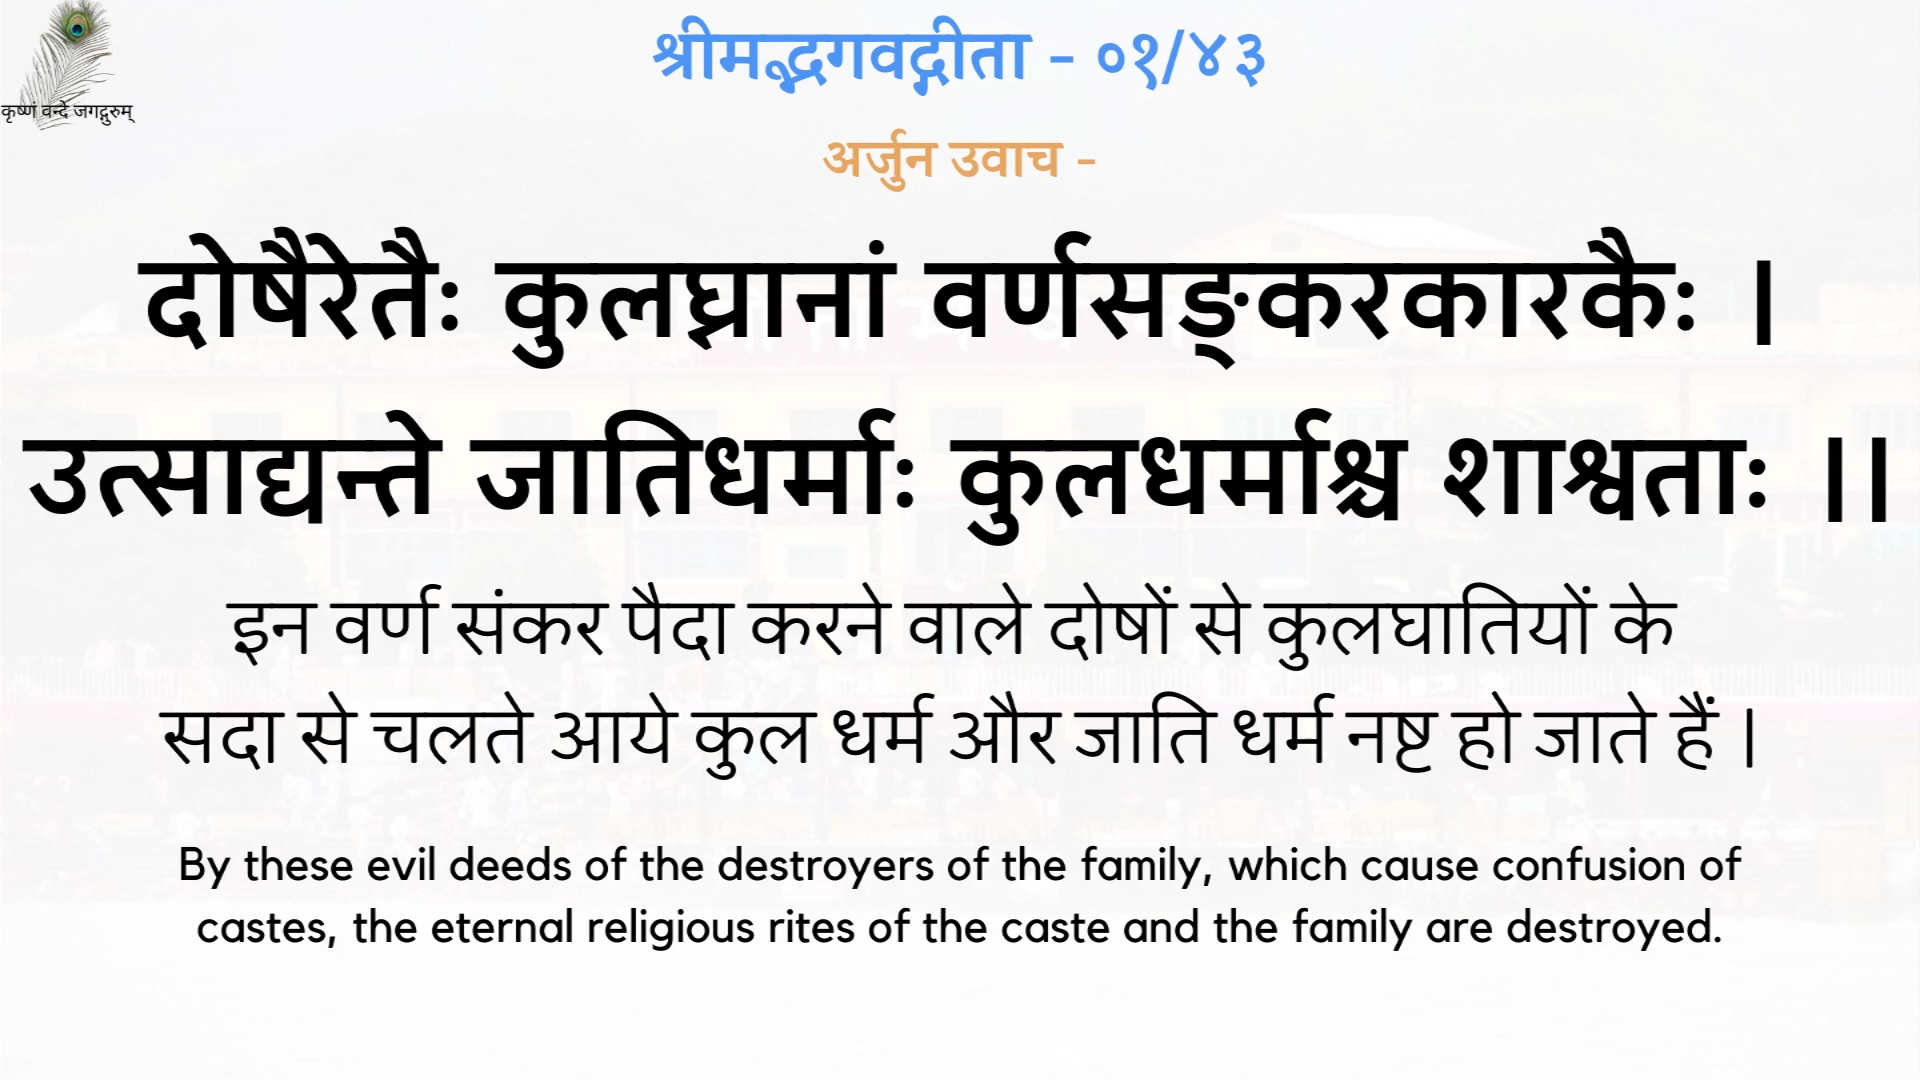 कृष्णं वन्दे जगद्गुरुम्
श्रीमद्भगवद्गीता - ०१/४३
अर्जुन उवाच -
दोषैरेतैः कुलघ्नानां वर्णसङ्करकारकैः |
उत्साद्यन्ते जातिधर्माः कुलधर्माश्च शाश्वताः ||
इन वर्ण संकर पैदा करने वाले दोषों से कुलघातियों के
सदा से चलते आये कुल धर्म और जाति धर्म नष्ट हो जाते हैं |
By these evil deeds of the destroyers of the family, which cause confusion of
castes, the eternal religious rites of the caste and the family are destroyed.